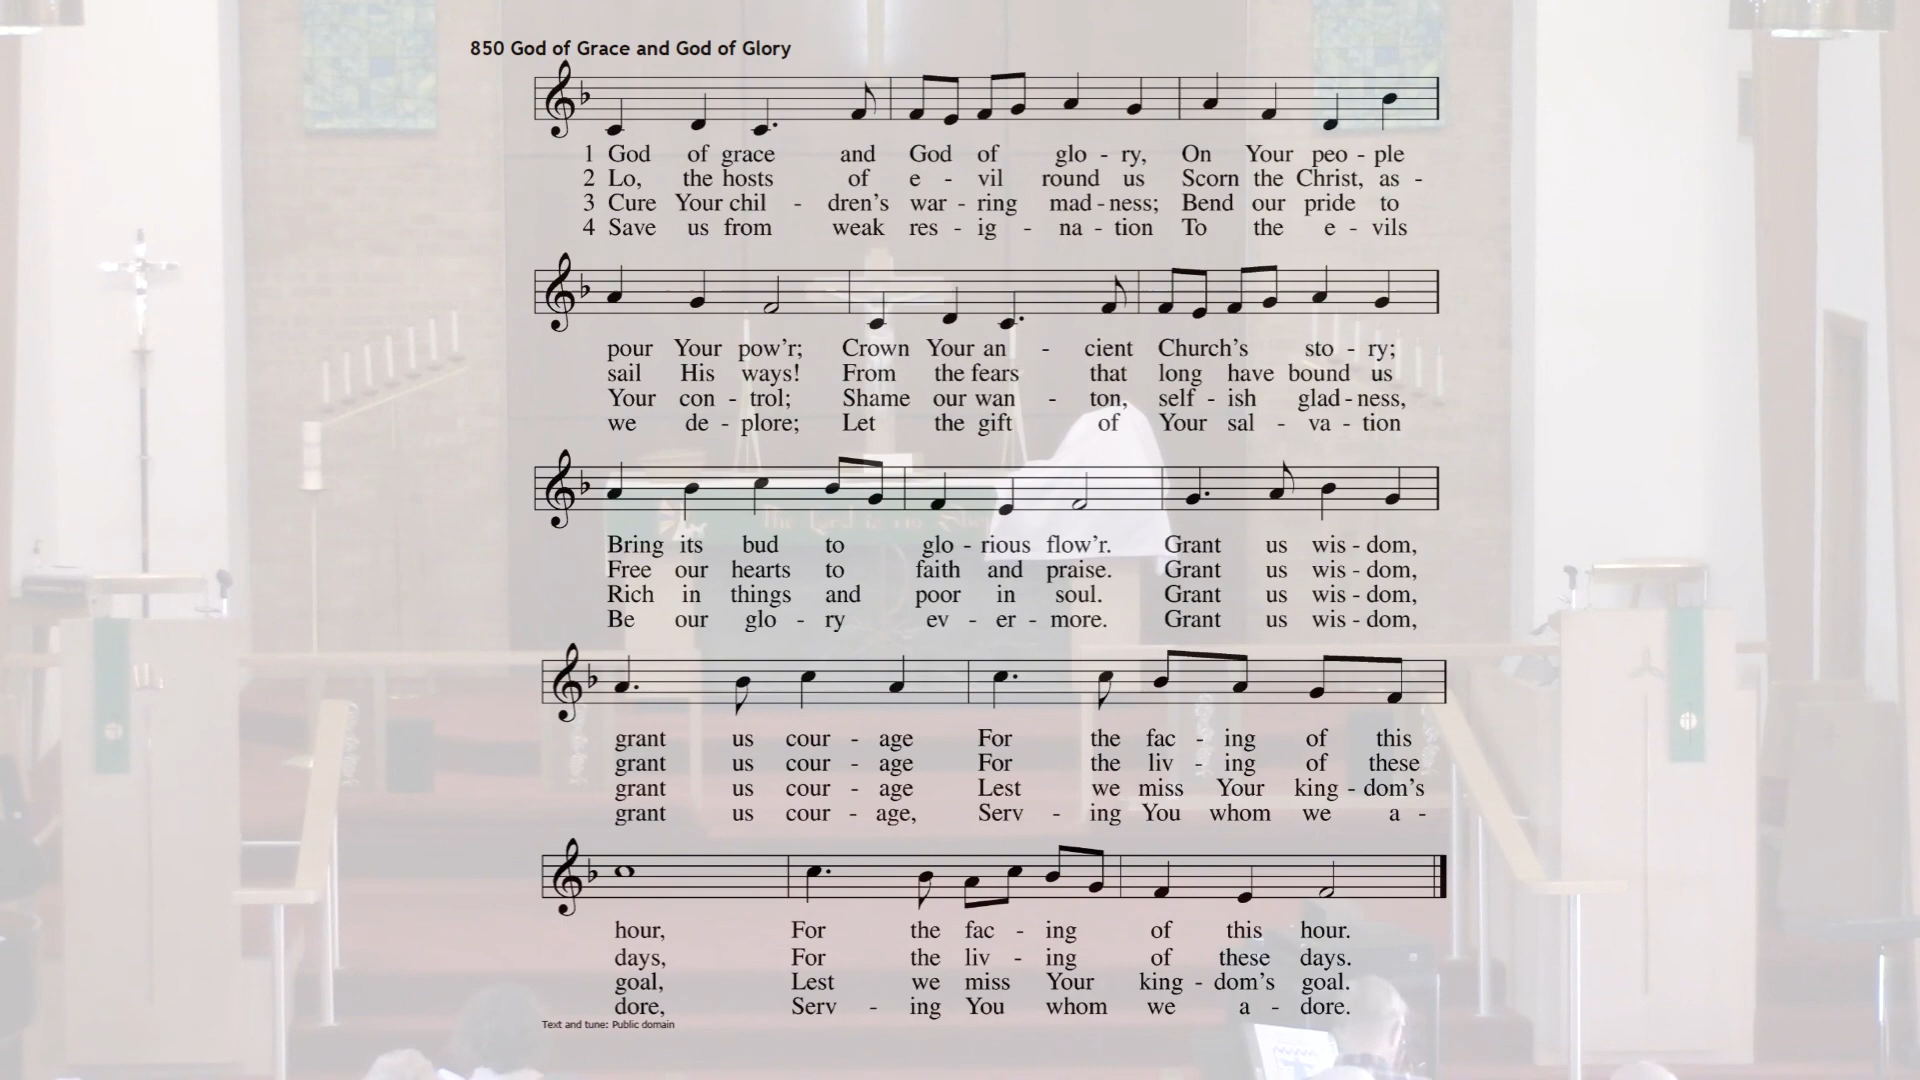 850 God of Grace and God of Glory
1 God of grace and God of glo - ry, On Your peo - ple
2 Lo, the hosts of e - vil round us Scorn the Christ, as -
3 Cure Your chil - dren's war - ring mad - ness; Bend our pride to
4 Save us from weak res - ig - na - tion To the e - vils
pour Your pow'r; Crown Your an - cient Church's sto - ry;
sail His ways! From the fears that long have bound us
Your con - trol; Shame our wan - ton, self - ish glad - ness,
we de - plore; Let the gift of Your sal - va - tion
Bring its bud to glo - rious flow'r. Grant us wis - dom,
Free our hearts to faith and praise. Grant us wis - dom,
Rich in things and poor in soul. Grant us wis - dom,
Be our glo - ry ev - er - more. Grant us wis - dom,
grant us cour - age For the fac - ing of this
grant us cour - age For the liv - ing of these
grant us cour - age Lest we miss Your king - dom's
grant us cour - age, Serv - ing You whom we a -
hour, For the fac - ing of this hour.
days, For the liv - ing of these days.
goal, Lest we miss Your king - dom's goal.
dore, Serv - ing You whom we a - dore.
Text and tune: Public domain